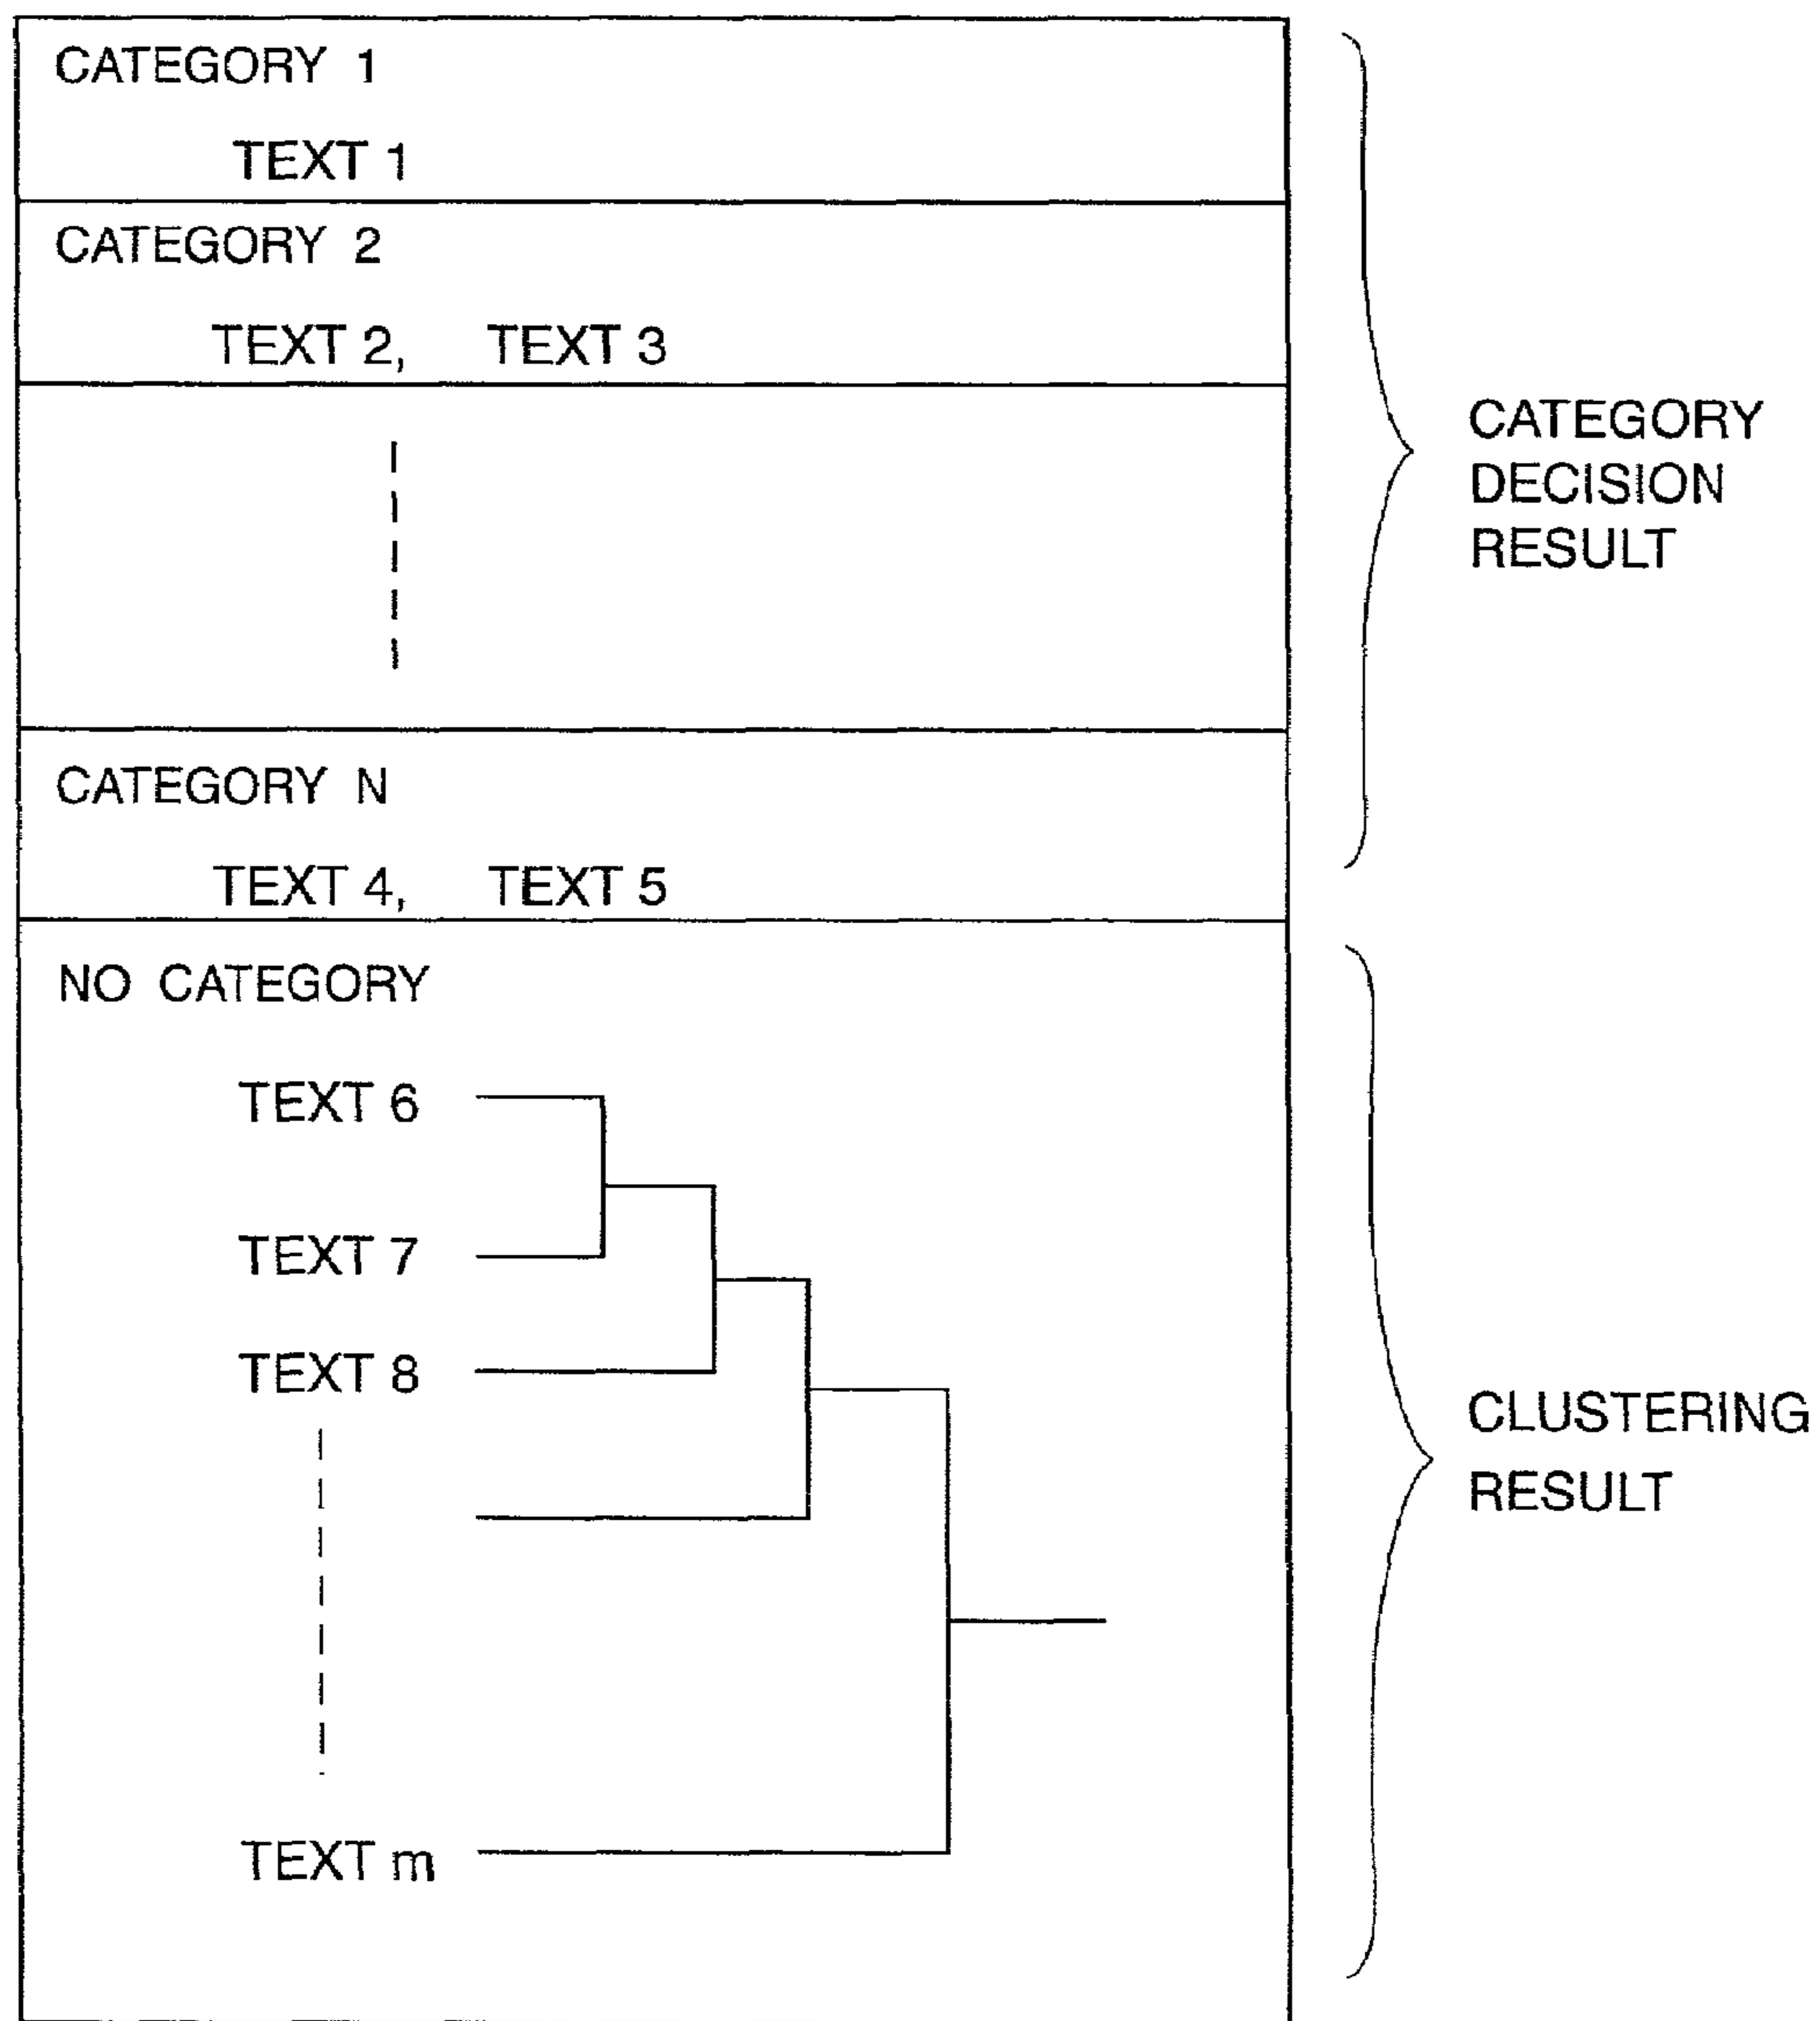 CATEGORY 1
TEXT 1
CATEGORY 2
TEXT 2, TEXT 3
CATEGORY N
TEXT 4, TEXT 5
CATEGORY
DECISION
RESULT
NO CATEGORY
TEXT 6
TEXT 7
TEXT 8
TEXT m
CLUSTERING
RESULT